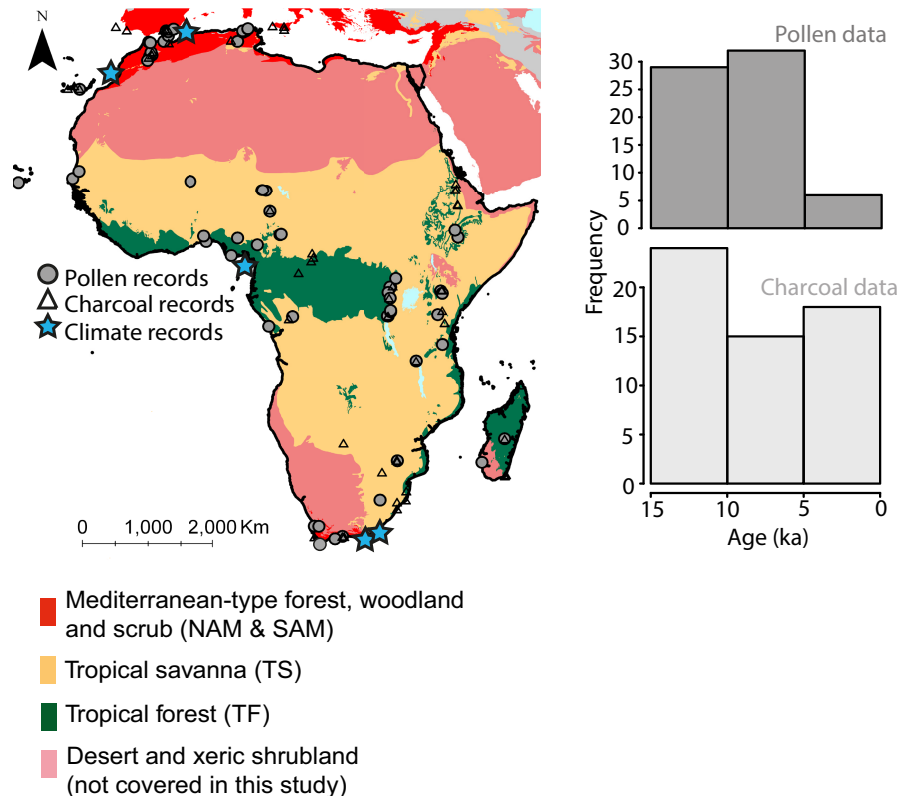 N
Pollen records
Charcoal records
Climate records
0 1,000 2,000 Km
Mediterranean-type forest, woodland
and scrub (NAM & SAM)
Tropical savanna (TS)
Tropical forest (TF)
Desert and xeric shrubland
(not covered in this study)
Pollen data
30
25
20
15
10
5
0
Frequency
Charcoal data
20
15
10
5
0
15 10 5 0
Age (ka)